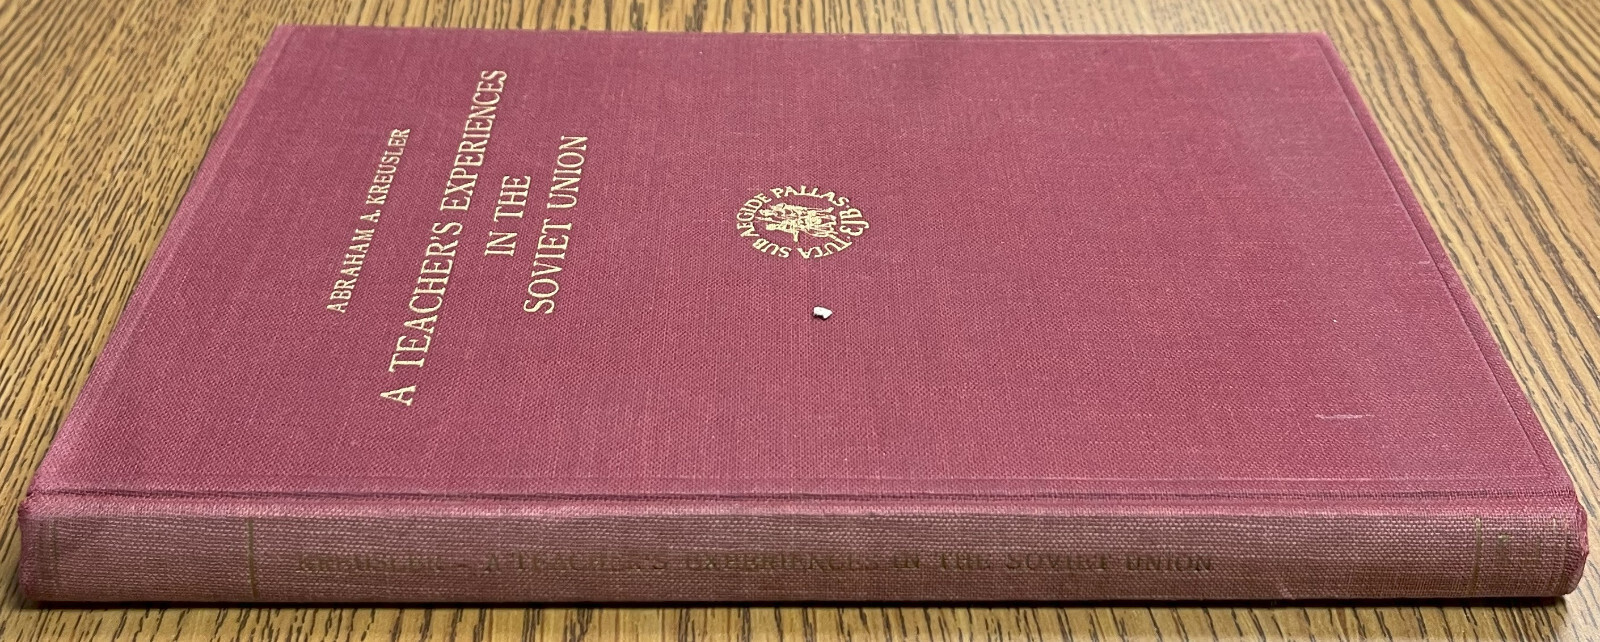 ABRAHAM A. KREUSLER
A TEACHER'S EXPERIENCES
IN THE
SOVIET UNION
TUTA SUB AEGIDE PALLAS · EJB ·
KREUSLER - A TEACHER'S EXPERIENCES IN THE SOVIET UNION